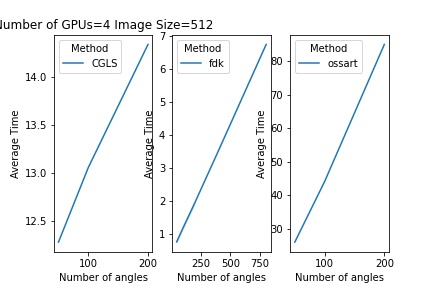 Number of GPUs=4 Image Size=512
Method
CGLS
14.0
13.5
13.0
12.5
Average Time
100
200
Number of angles
Method
fdk
7
6
5
4
3
2
1
Average Time
250
500
750
Number of angles
Method
ossart
80
70
60
50
40
30
Average Time
100
200
Number of angles